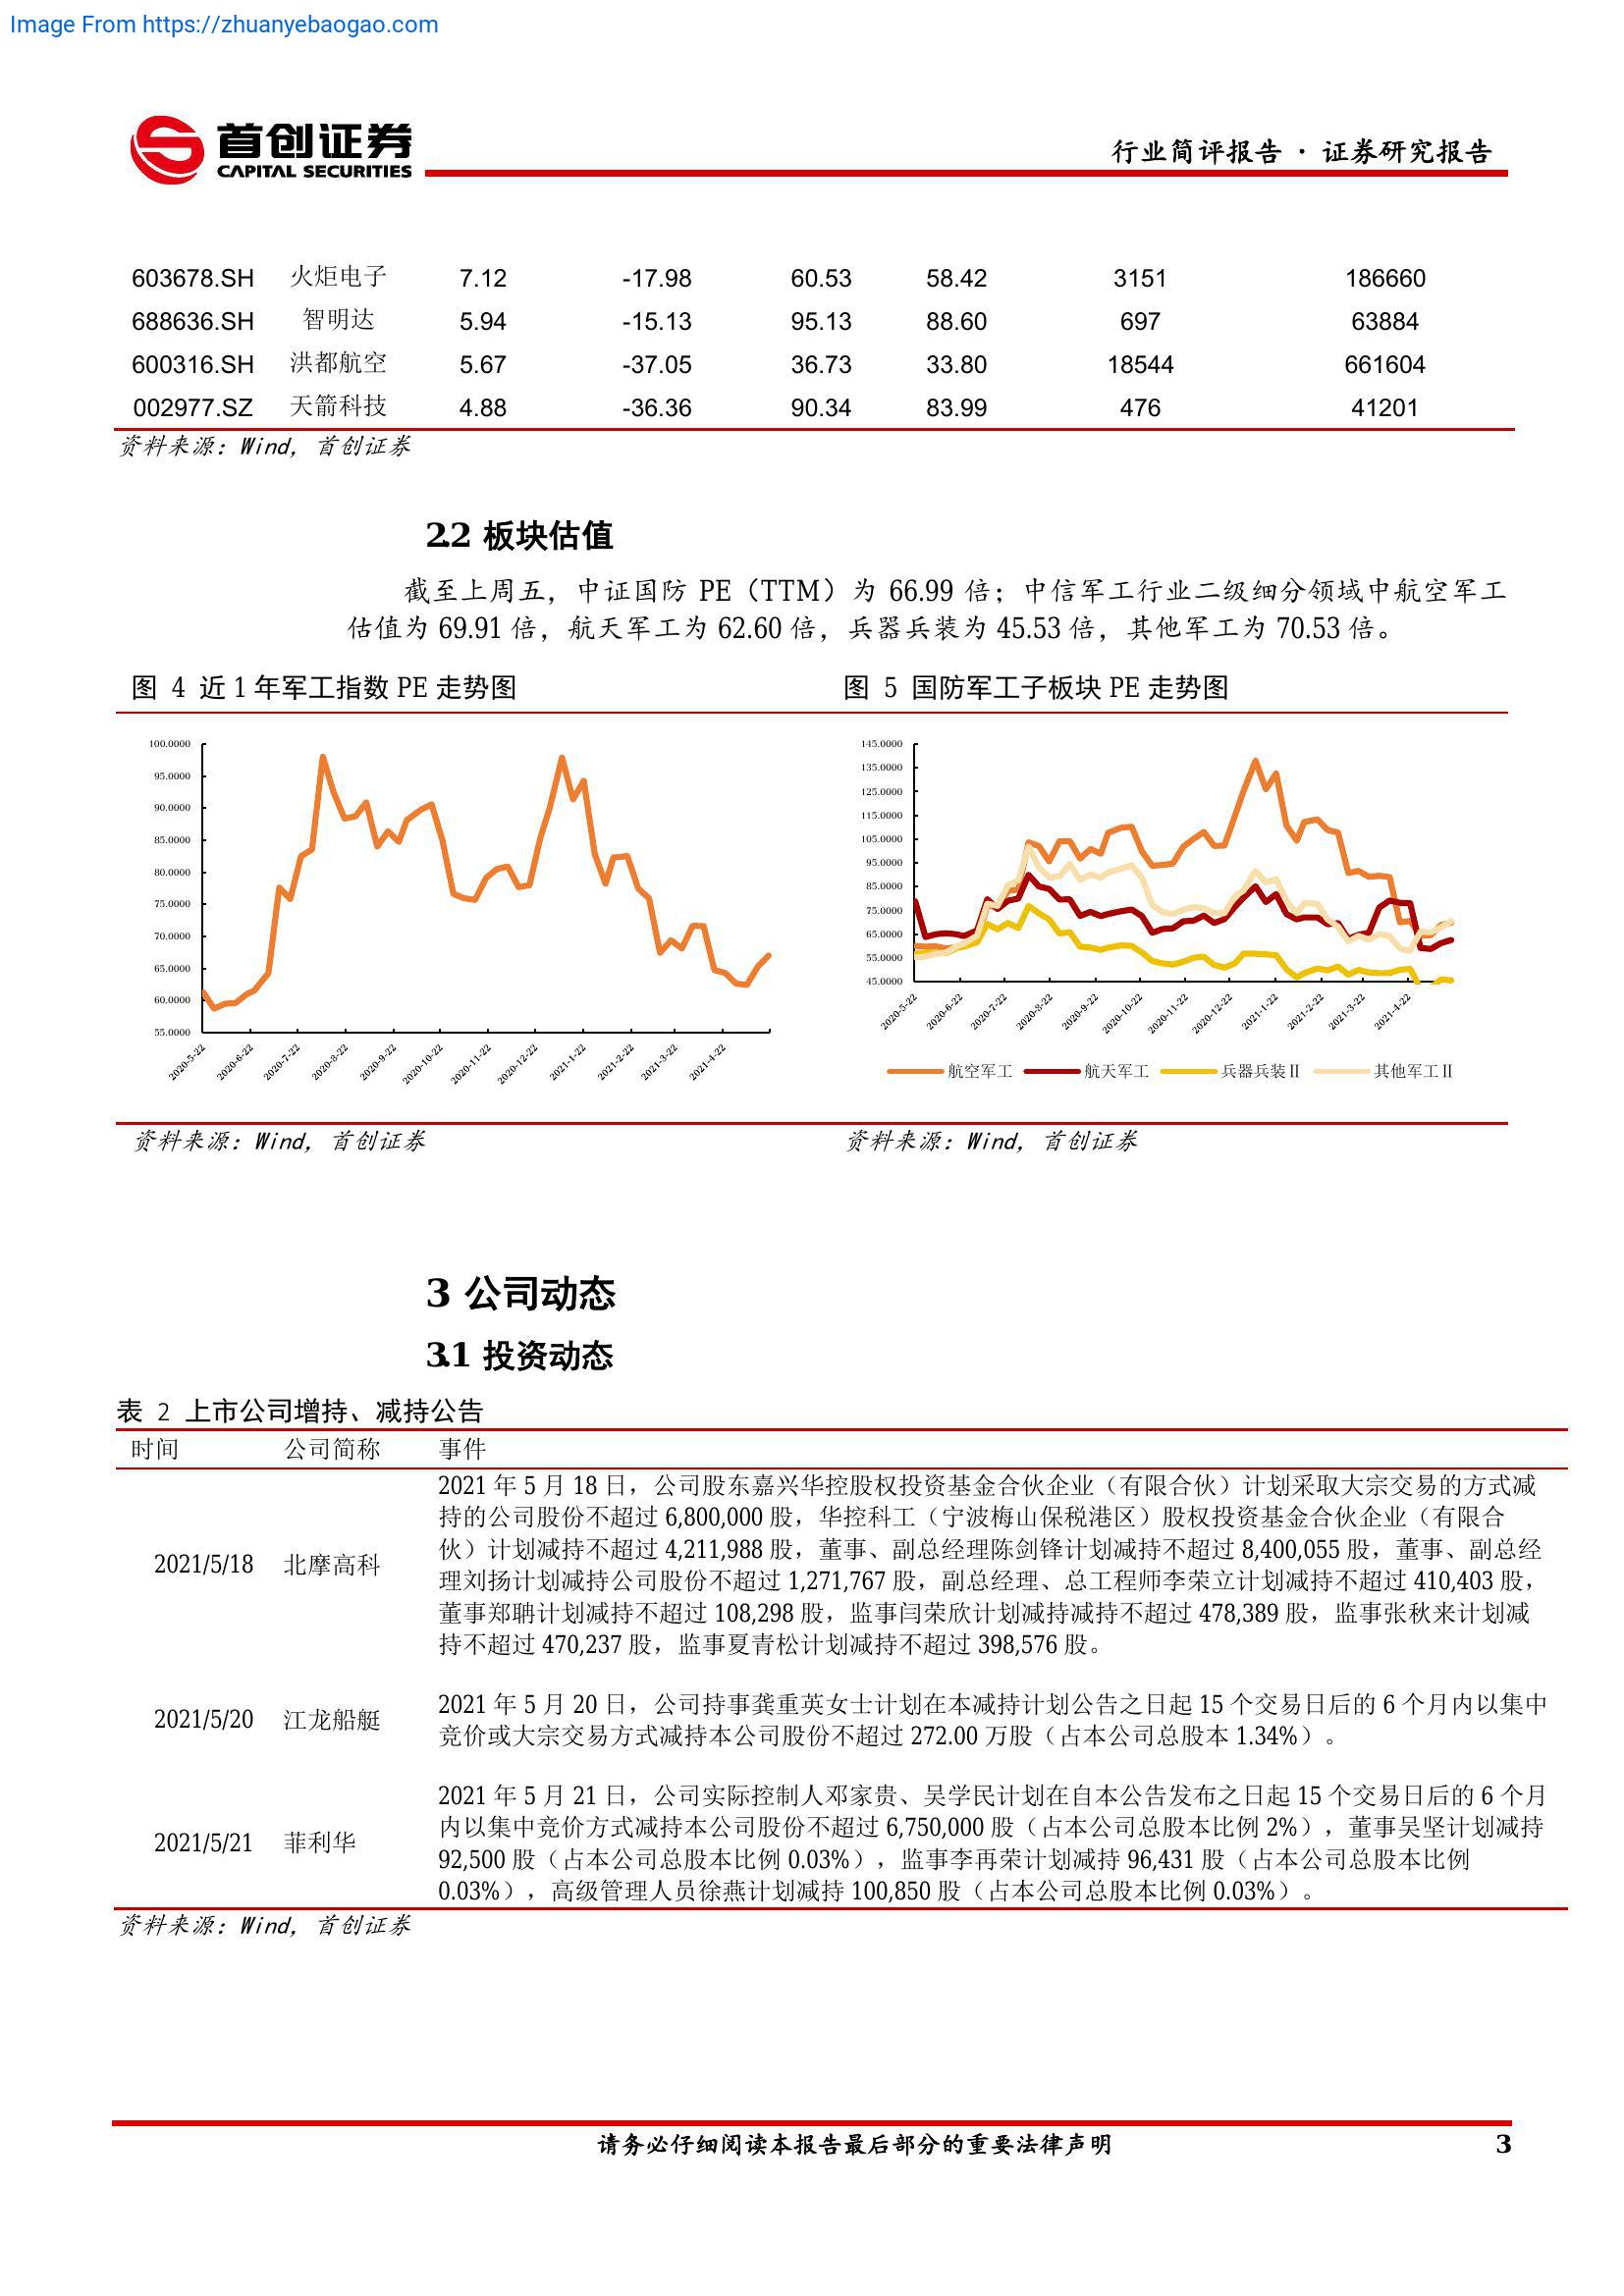 Image From https://zhuanyebaogao.com
首创证券
CAPITAL SECURITIES
行业简评报告 · 证券研究报告
603678.SH 火炬电子 7.12 -17.98 60.53 58.42 3151 186660
688636.SH 智明达 5.94 -15.13 95.13 88.60 697 63884
600316.SH 洪都航空 5.67 -37.05 36.73 33.80 18544 661604
002977.SZ 天箭科技 4.88 -36.36 90.34 83.99 476 41201
资料来源：Wind，首创证券
2.2 板块估值
截至上周五，中证国防 PE（TTM）为 66.99 倍；中信军工行业二级细分领域中航空军工
估值为 69.91 倍，航天军工为 62.60 倍，兵器兵装为 45.53 倍，其他军工为 70.53 倍。
图 4 近 1 年军工指数 PE 走势图
图 5 国防军工子板块 PE 走势图
100.0000
95.0000
90.0000
85.0000
80.0000
75.0000
70.0000
65.0000
60.0000
55.0000
2020-5-22 2020-6-22 2020-7-22 2020-8-22 2020-9-22 2020-10-22 2020-11-22 2020-12-22 2021-1-22 2021-2-22 2021-3-22 2021-4-22
145.0000
135.0000
125.0000
115.0000
105.0000
95.0000
85.0000
75.0000
65.0000
55.0000
45.0000
2020-5-22 2020-6-22 2020-7-22 2020-8-22 2020-9-22 2020-10-22 2020-11-22 2020-12-22 2021-1-22 2021-2-22 2021-3-22 2021-4-22
航空军工 航天军工 兵器兵装Ⅱ 其他军工Ⅱ
资料来源：Wind，首创证券
资料来源：Wind，首创证券
3 公司动态
3.1 投资动态
表 2 上市公司增持、减持公告
时间 公司简称 事件
2021 年 5 月 18 日，公司股东嘉兴华控股权投资基金合伙企业（有限合伙）计划采取大宗交易的方式减
持的公司股份不超过 6,800,000 股，华控科工（宁波梅山保税港区）股权投资基金合伙企业（有限合
伙）计划减持不超过 4,211,988 股，董事、副总经理陈剑锋计划减持不超过 8,400,055 股，董事、副总经
2021/5/18 北摩高科
理刘扬计划减持公司股份不超过 1,271,767 股，副总经理、总工程师李荣立计划减持不超过 410,403 股，
董事郑聃计划减持不超过 108,298 股，监事闫荣欣计划减持减持不超过 478,389 股，监事张秋来计划减
持不超过 470,237 股，监事夏青松计划减持不超过 398,576 股。
2021/5/20 江龙船艇
2021 年 5 月 20 日，公司持事龚重英女士计划在本减持计划公告之日起 15 个交易日后的 6 个月内以集中
竞价或大宗交易方式减持本公司股份不超过 272.00 万股（占本公司总股本 1.34%）。
2021 年 5 月 21 日，公司实际控制人邓家贵、吴学民计划在自本公告发布之日起 15 个交易日后的 6 个月
内以集中竞价方式减持本公司股份不超过 6,750,000 股（占本公司总股本比例 2%），董事吴坚计划减持
2021/5/21 菲利华
92,500 股（占本公司总股本比例 0.03%），监事李再荣计划减持 96,431 股（占本公司总股本比例
0.03%），高级管理人员徐燕计划减持 100,850 股（占本公司总股本比例 0.03%）。
资料来源：Wind，首创证券
请务必仔细阅读本报告最后部分的重要法律声明
3